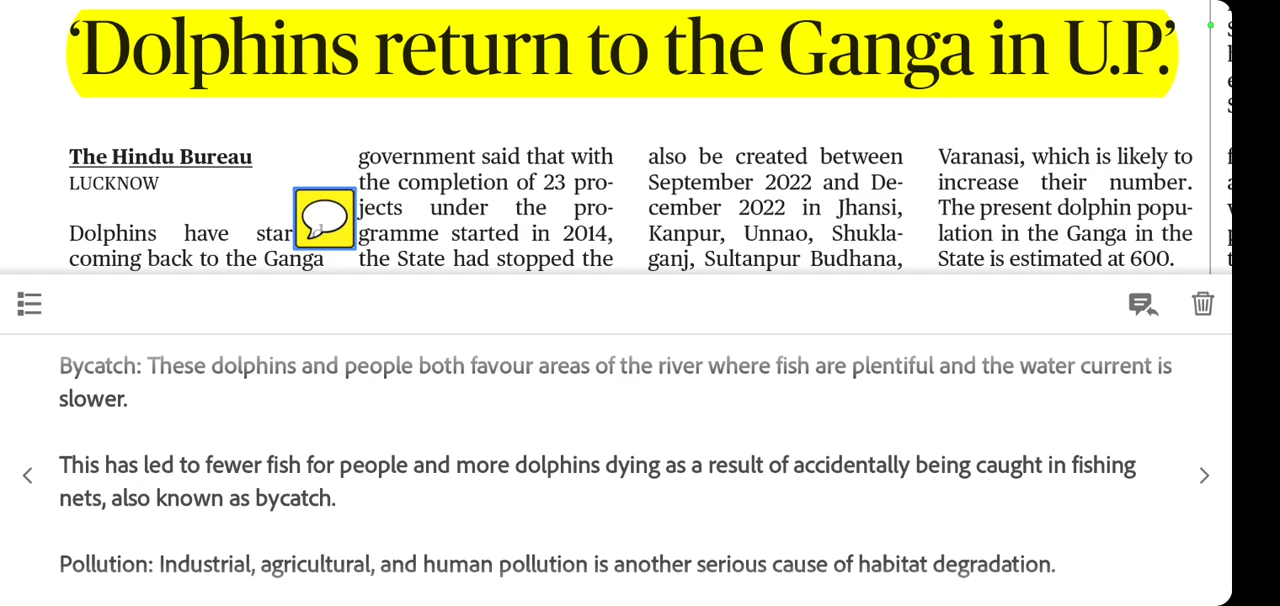 ‘Dolphins return to the Ganga in U.P.’
The Hindu Bureau
LUCKNOW
Dolphins have
coming back to the Ganga
government said that with
the completion of 23 pro-
jects under the pro-
gramme started in 2014,
the State had stopped the
also be created between
September 2022 and De-
cember 2022 in Jhansi,
Kanpur, Unnao, Shukla-
ganj, Sultanpur Budhana,
Varanasi, which is likely to
increase their number.
The present dolphin popu-
lation in the Ganga in the
State is estimated at 600.
Bycatch: These dolphins and people both favour areas of the river where fish are plentiful and the water current is
slower.
This has led to fewer fish for people and more dolphins dying as a result of accidentally being caught in fishing
nets, also known as bycatch.
Pollution: Industrial, agricultural, and human pollution is another serious cause of habitat degradation.